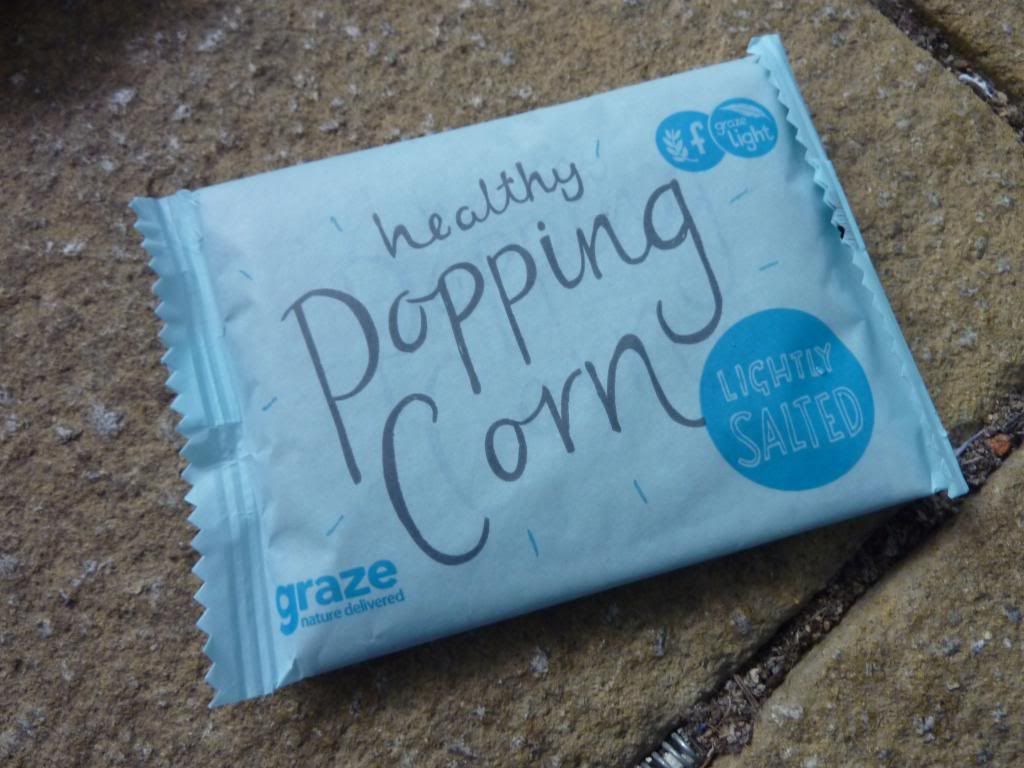 f
graze
light
healthy
Popping
Corn
LIGHTLY
SALTED
graze
nature delivered